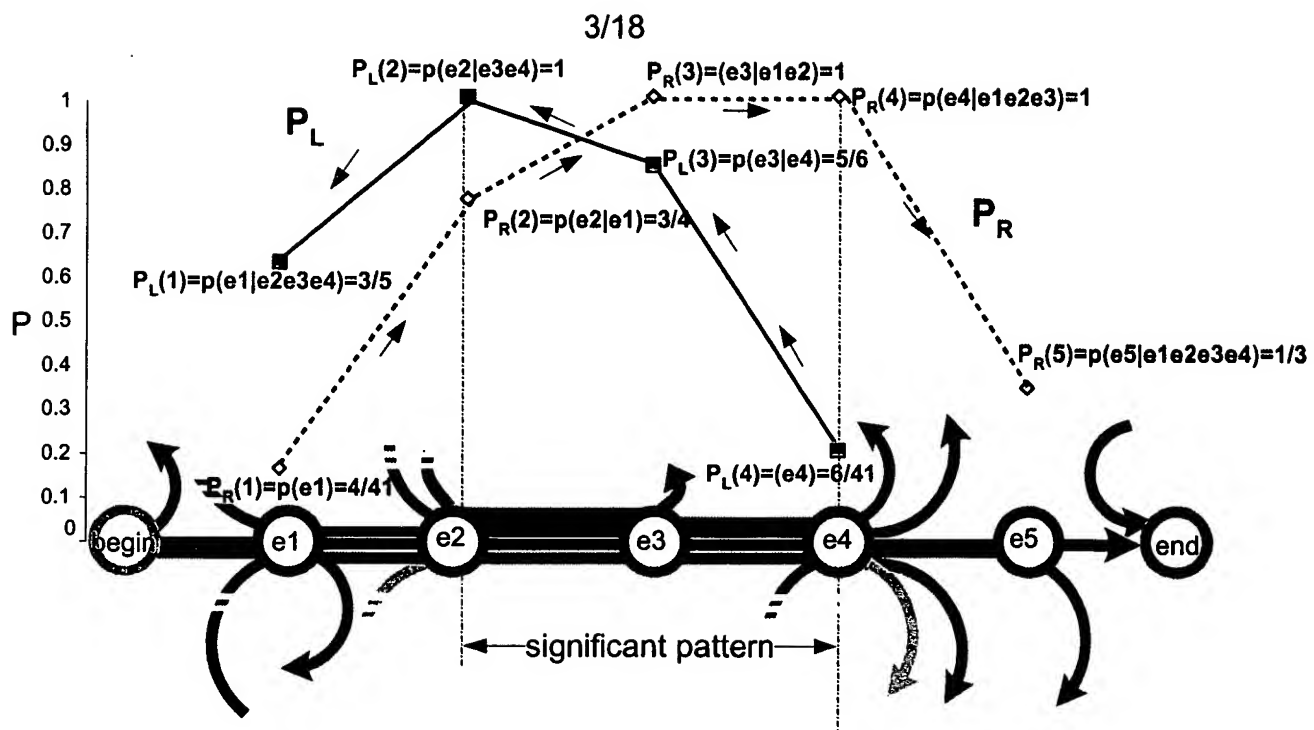 3/18
P_L(2)=p(e2|e3e4)=1
P_R(3)=(e3|e1e2)=1
P_R(4)=p(e4|e1e2e3)=1
P_L
P_L(3)=p(e3|e4)=5/6
P_R(2)=p(e2|e1)=3/4
P_R
P_L(1)=p(e1|e2e3e4)=3/5
P_R(5)=p(e5|e1e2e3e4)=1/3
P
1
0.9
0.8
0.7
0.6
0.5
0.4
0.3
0.2
0.1
0
P_R(1)=p(e1)=4/41
P_L(4)=(e4)=6/41
begin
e1
e2
e3
e4
e5
end
significant pattern